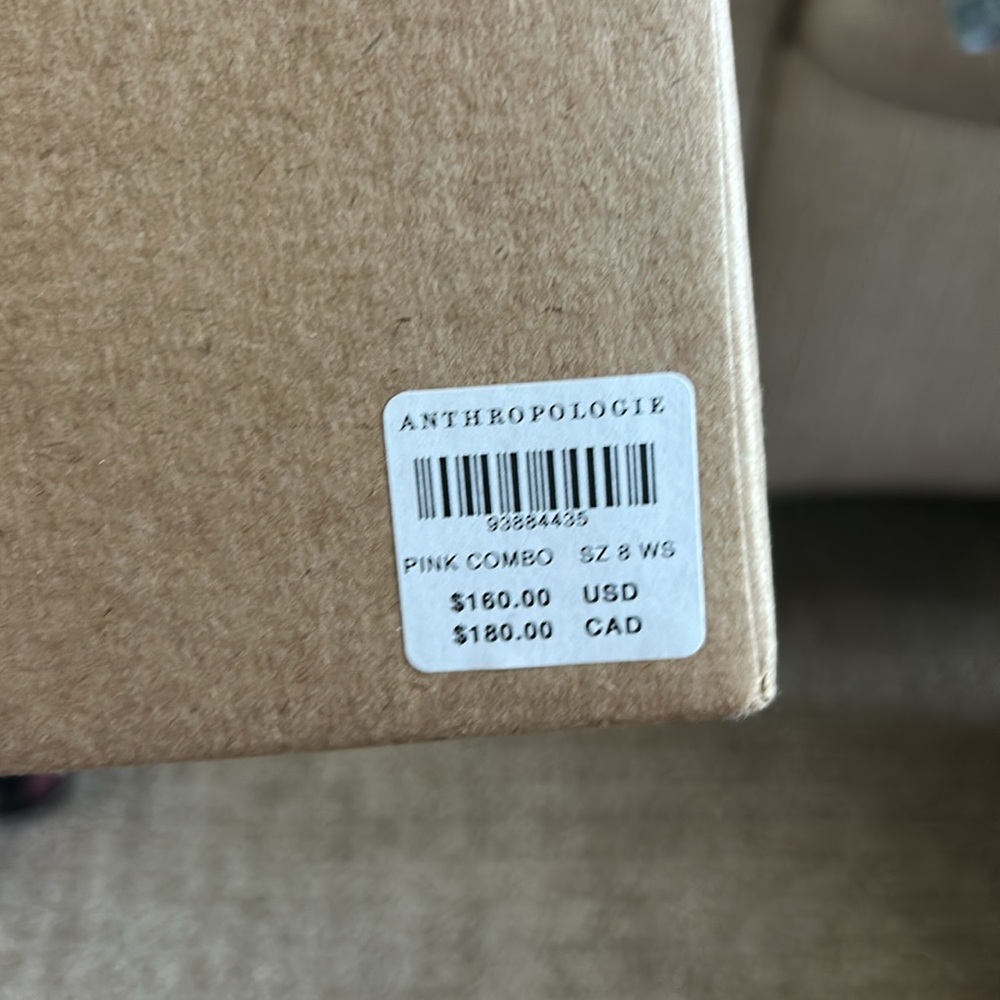 ANTHROPOLOGIE
93884435
PINK COMBO SZ 8 WS
$160.00 USD
$180.00 CAD